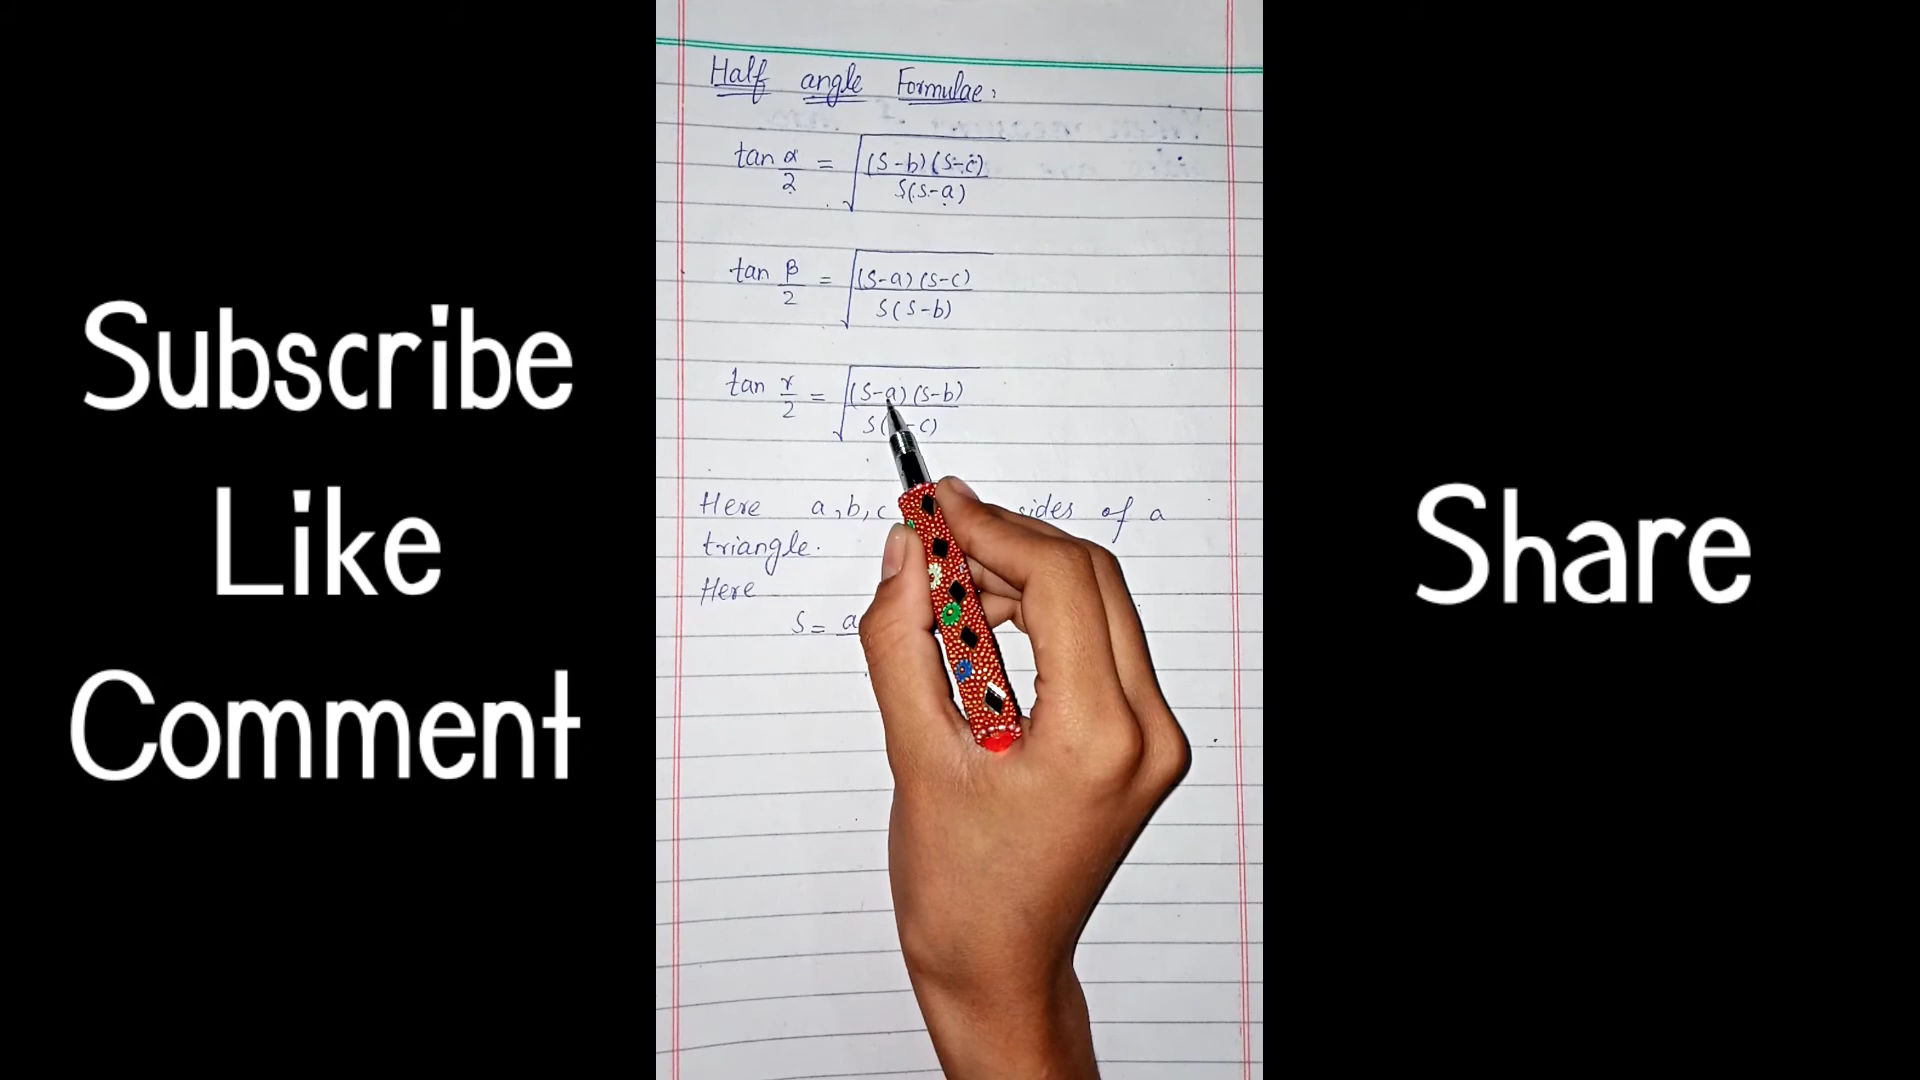 Subscribe
Like
Comment
Half angle Formulae:
tan α/2 = √((S-b)(S-c)/S(S-a))
tan β/2 = √((S-a)(S-c)/S(S-b))
tan γ/2 = √((S-a)(S-b)/S( -c))
Here a,b,c sides of a
triangle.
Here
S= a
Share